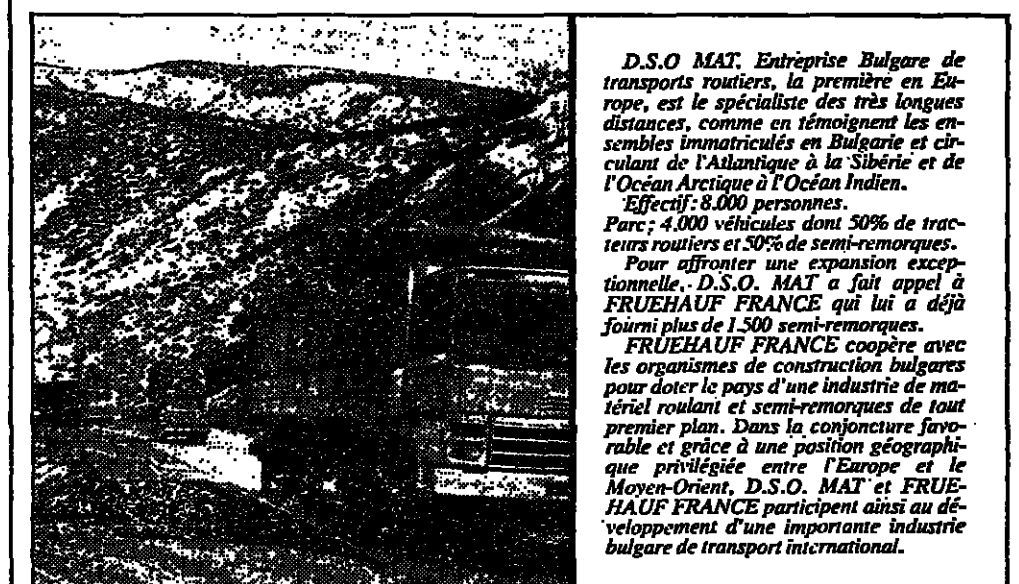 D.S.O MAT. Entreprise Bulgare de
transports routiers, la première en Eu-
rope, est le spécialiste des très longues
distances, comme en témoignent les en-
sembles immatriculés en Bulgarie et cir-
culant de l'Atlantique à la Sibérie et de
l'Océan Arctique à l'Océan Indien.
Effectif: 8.000 personnes.
Parc; 4.000 véhicules dont 50% de trac-
teurs routiers et 50% de semi-remorques.
Pour affronter une expansion excep-
tionnelle, D.S.O. MAT a fait appel à
FRUEHAUF FRANCE qui lui a déjà
fourni plus de 1.500 semi-remorques.
FRUEHAUF FRANCE coopère avec
les organismes de construction bulgares
pour doter le pays d'une industrie de ma-
tériel roulant et semi-remorques de tout
premier plan. Dans la conjoncture favo-
rable et grâce à une position géographi-
que privilégiée entre l'Europe et le
Moyen-Orient, D.S.O. MAT et FRUE-
HAUF FRANCE participent ainsi au dé-
veloppement d'une importante industrie
bulgare de transport international.